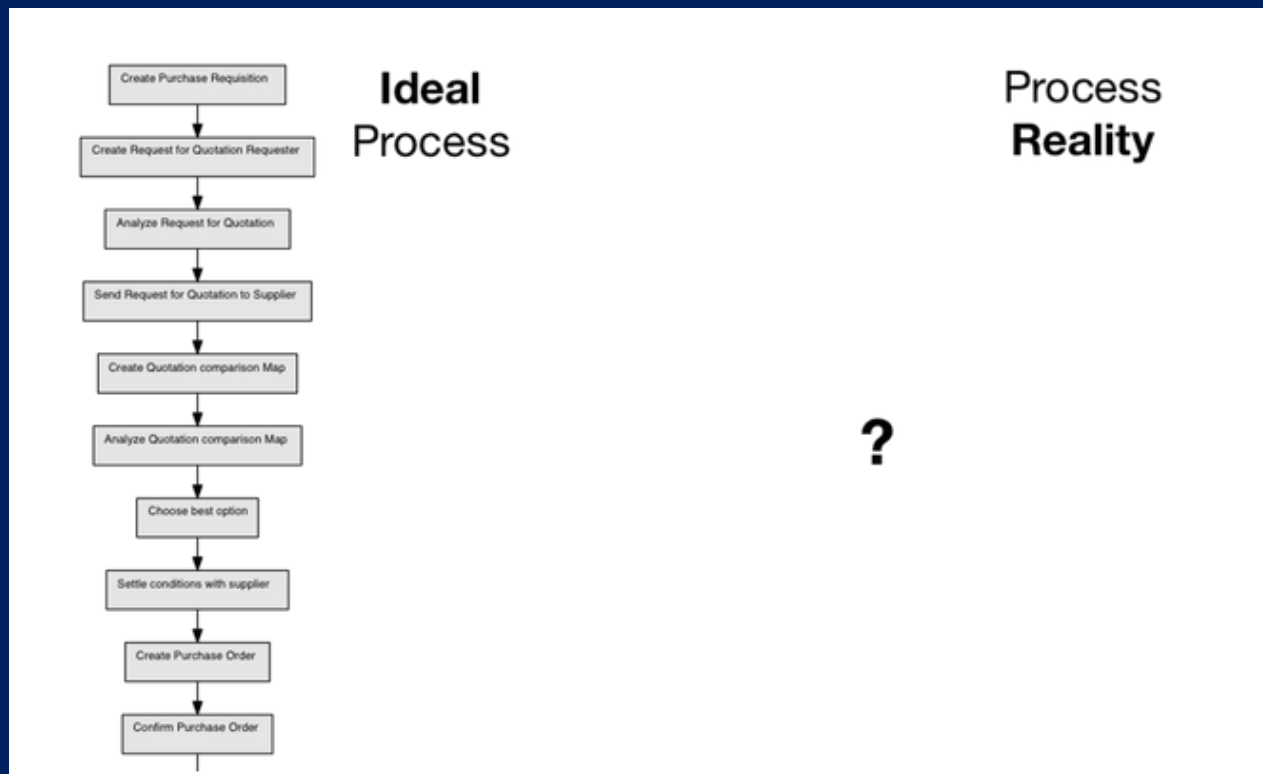 Create Purchase Requisition
Create Request for Quotation Requester
Analyze Request for Quotation
Send Request for Quotation to Supplier
Create Quotation comparison Map
Analyze Quotation comparison Map
Choose best option
Settle conditions with supplier
Create Purchase Order
Confirm Purchase Order
Ideal
Process
?
Process
Reality